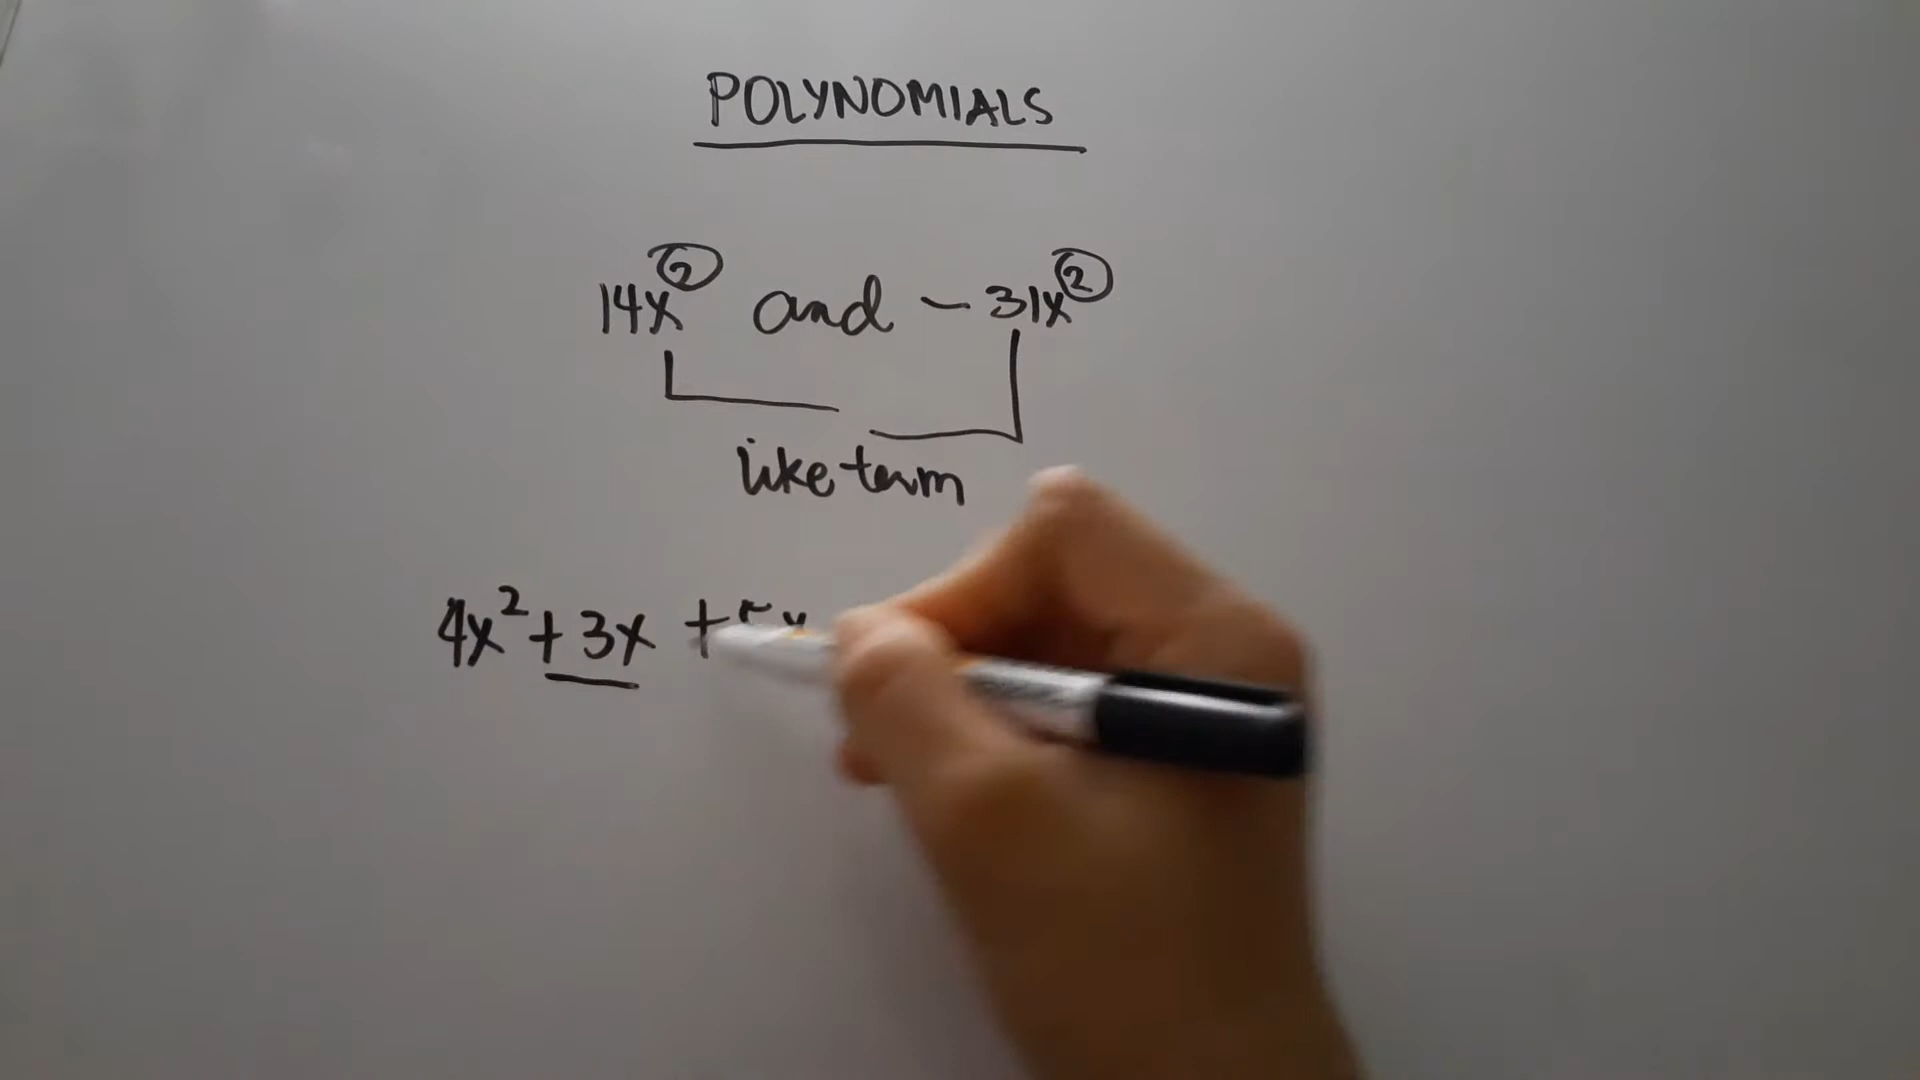 POLYNOMIALS
14x² and - 31x²
like term
4x² + 3x +